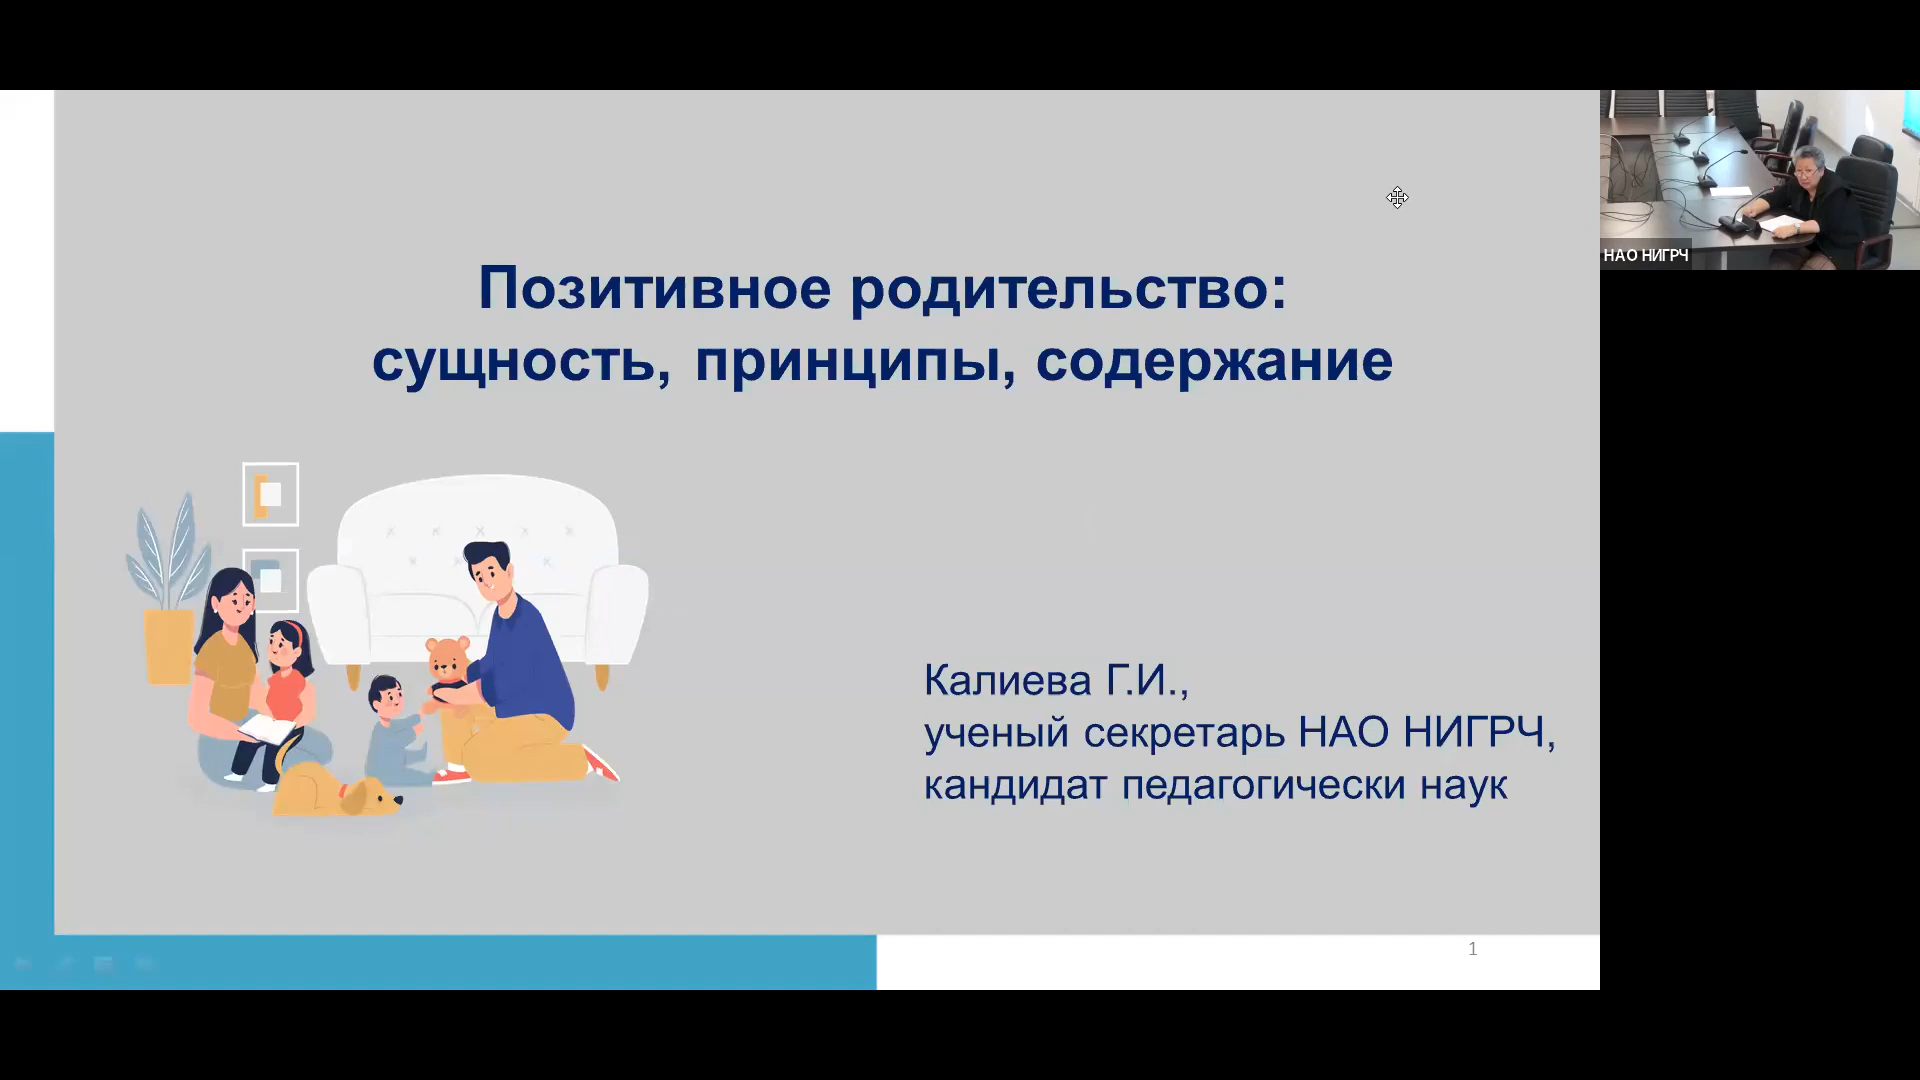 Позитивное родительство:
сущность, принципы, содержание
Калиева Г.И.,
ученый секретарь НАО НИГРЧ,
кандидат педагогически наук
1
НАО НИГРЧ